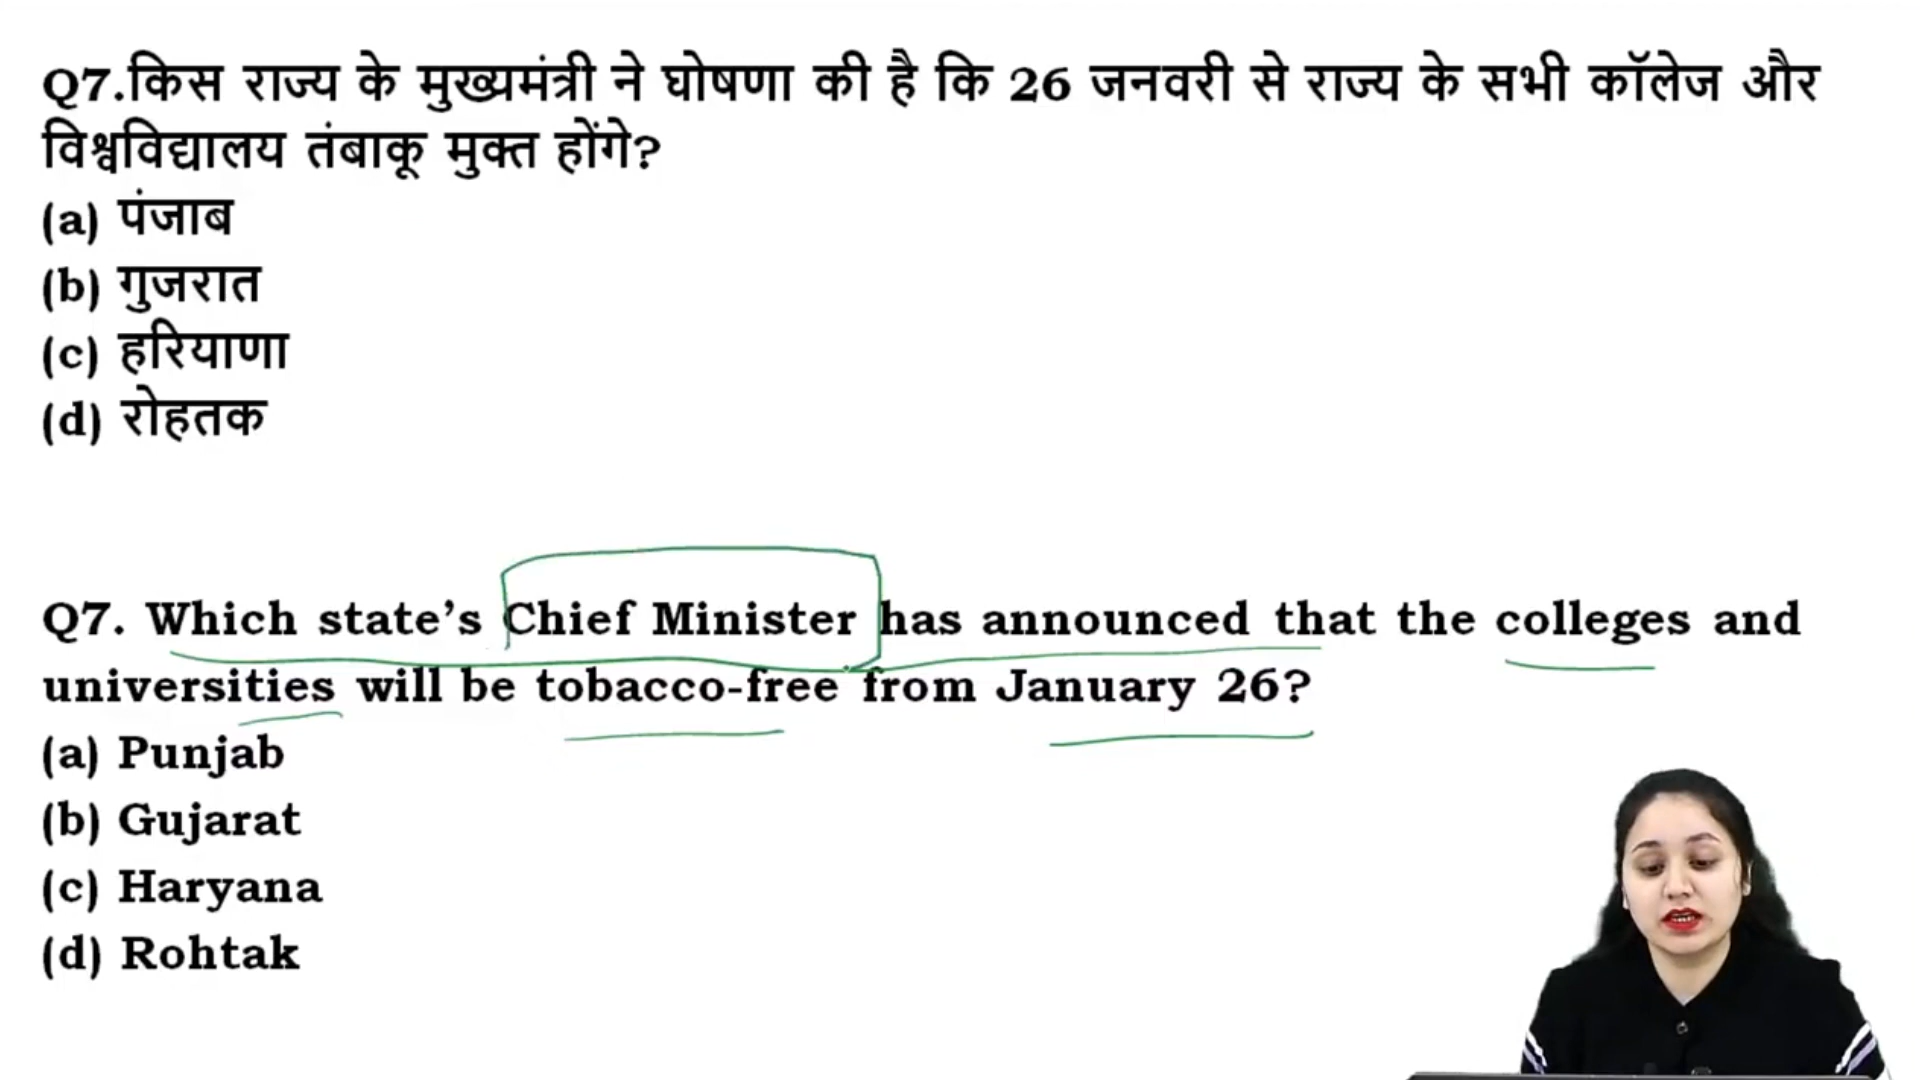 Q7.किस राज्य के मुख्यमंत्री ने घोषणा की है कि 26 जनवरी से राज्य के सभी कॉलेज और
विश्वविद्यालय तंबाकू मुक्त होंगे?
(a) पंजाब
(b) गुजरात
(c) हरियाणा
(d) रोहतक
Q7. Which state’s Chief Minister has announced that the colleges and
universities will be tobacco-free from January 26?
(a) Punjab
(b) Gujarat
(c) Haryana
(d) Rohtak